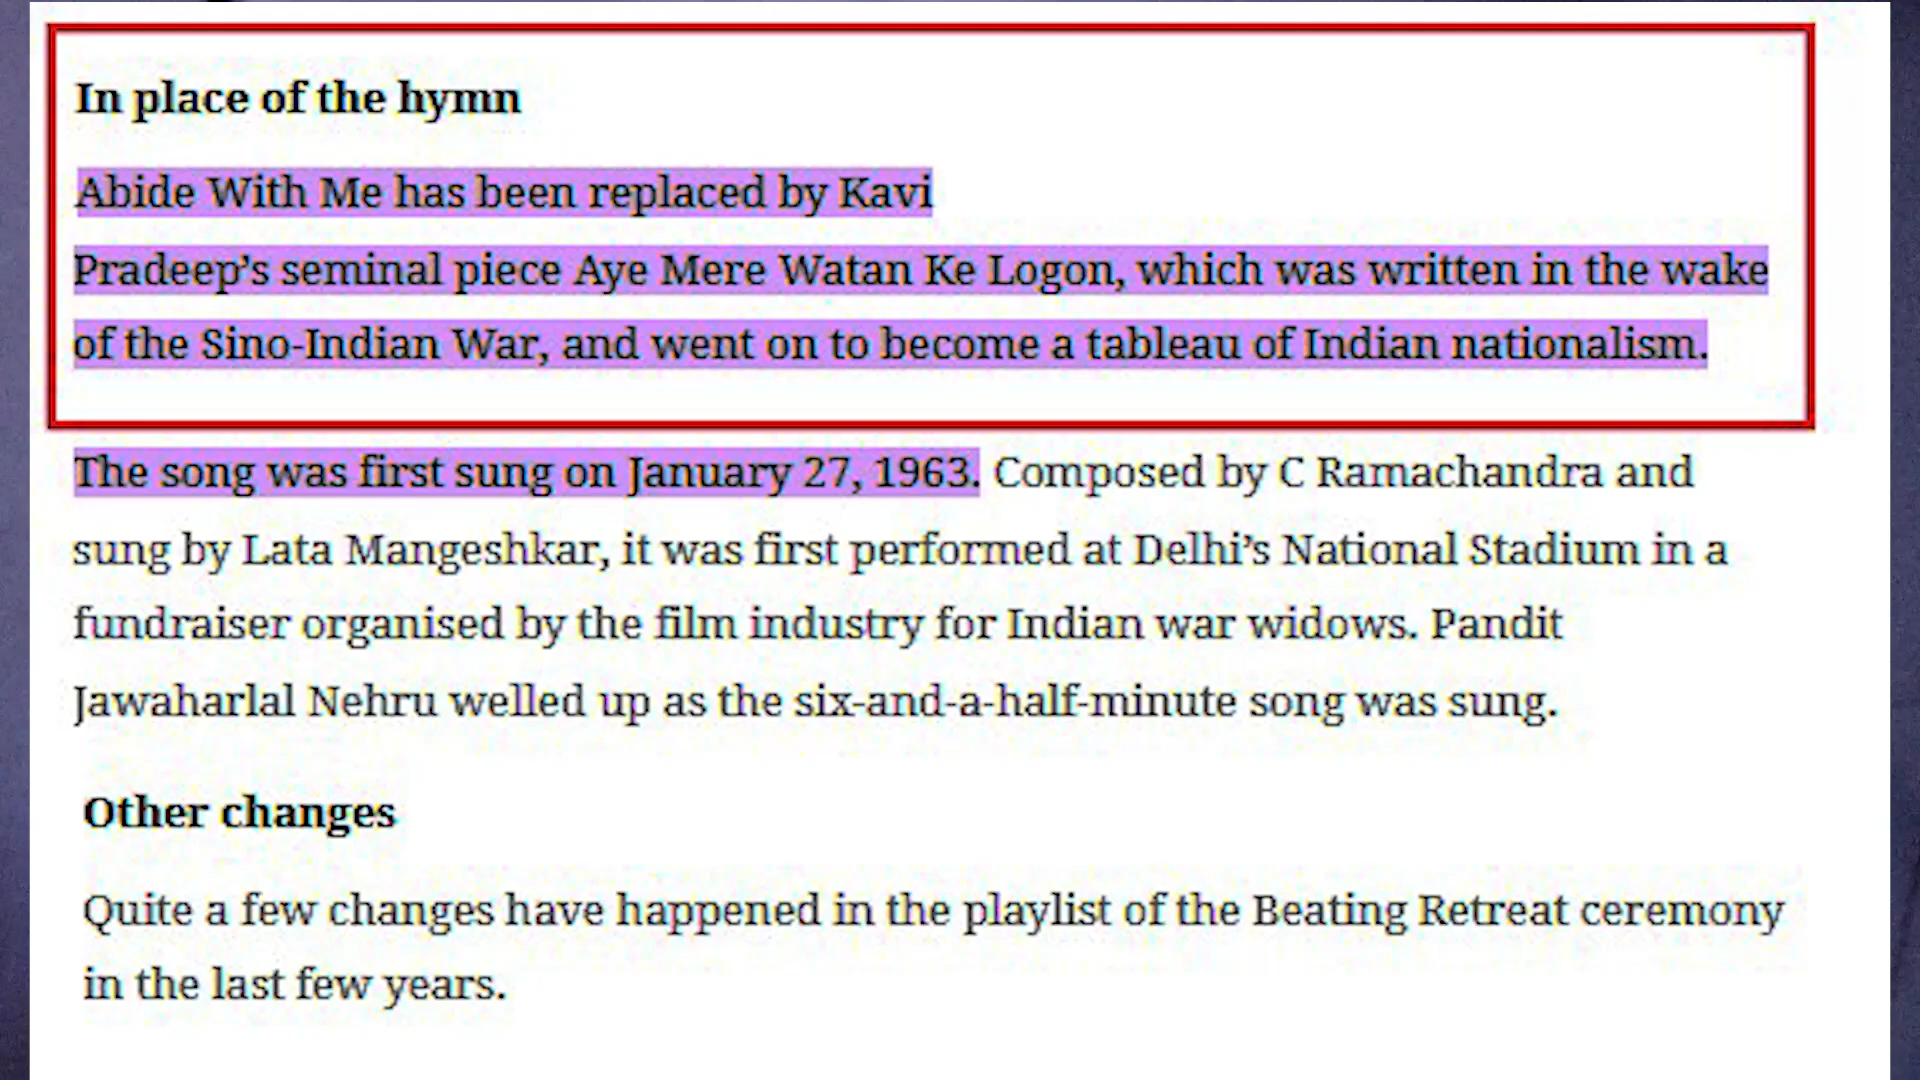 In place of the hymn
Abide With Me has been replaced by Kavi
Pradeep’s seminal piece Aye Mere Watan Ke Logon, which was written in the wake
of the Sino-Indian War, and went on to become a tableau of Indian nationalism.
The song was first sung on January 27, 1963. Composed by C Ramachandra and
sung by Lata Mangeshkar, it was first performed at Delhi’s National Stadium in a
fundraiser organised by the film industry for Indian war widows. Pandit
Jawaharlal Nehru welled up as the six-and-a-half-minute song was sung.
Other changes
Quite a few changes have happened in the playlist of the Beating Retreat ceremony
in the last few years.